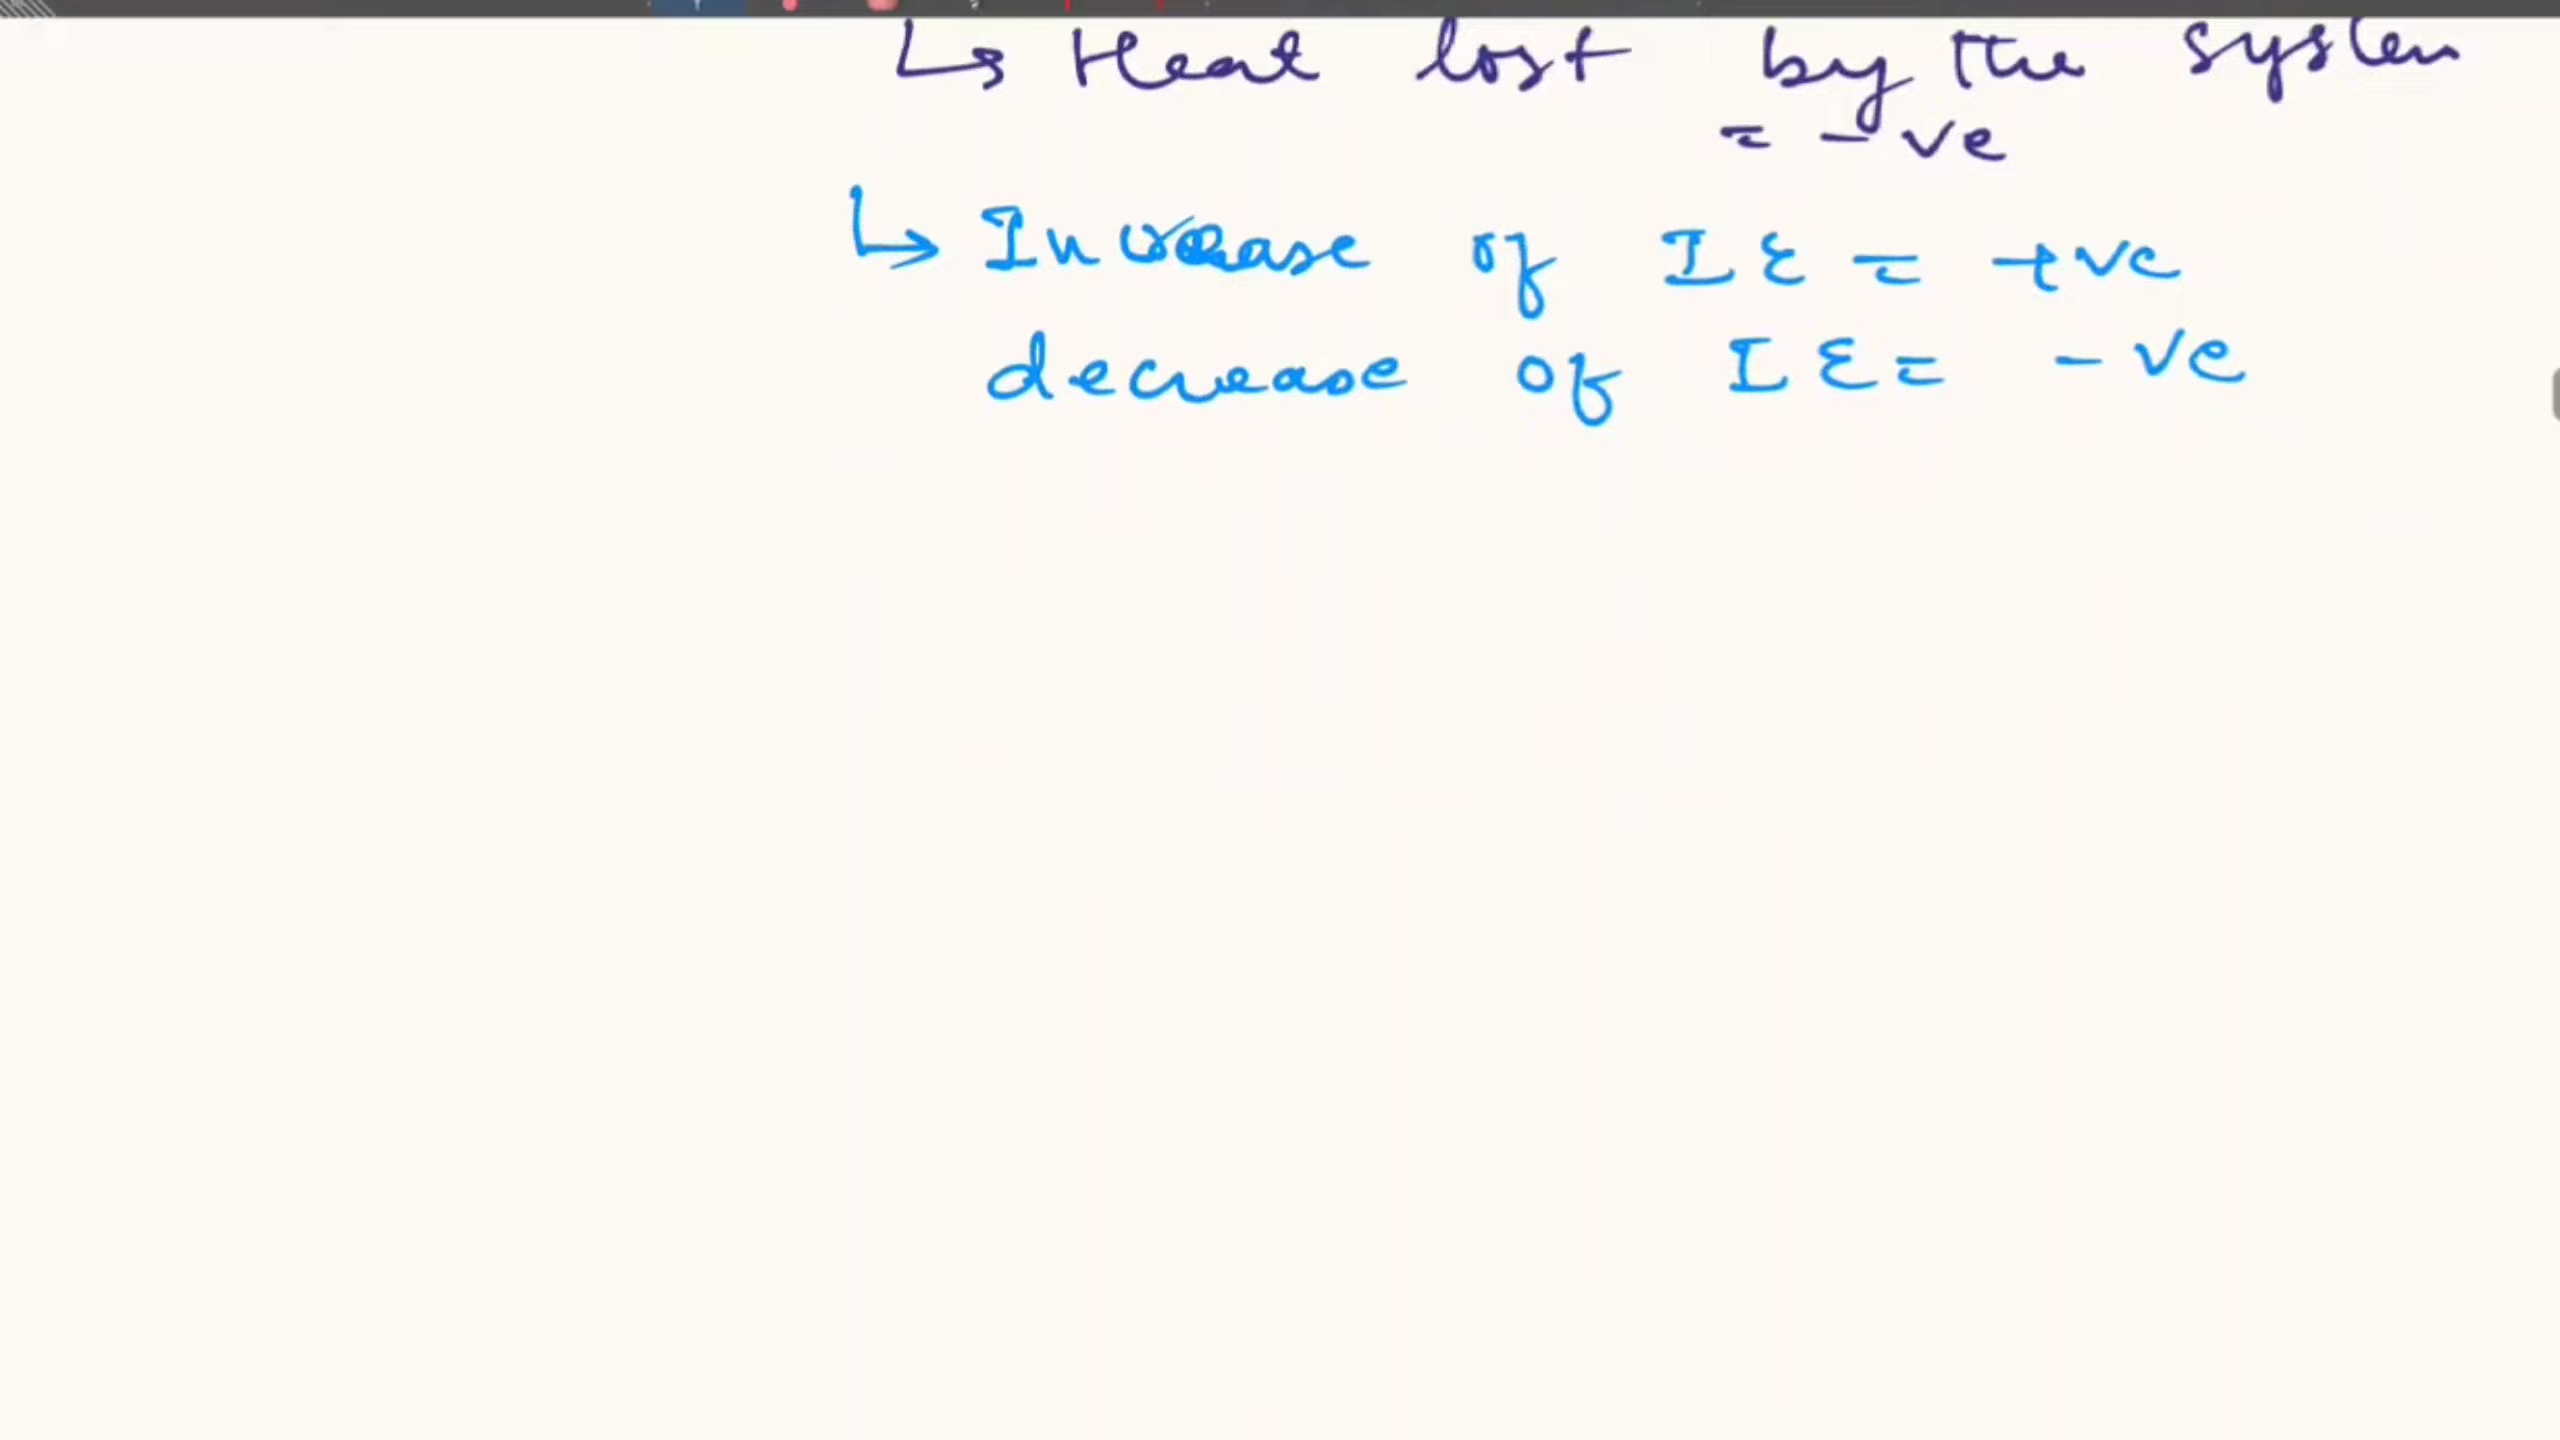 ↳ Heat lost by the system
= -ve
↳ Increase of IE = +ve
decrease of IE = -ve